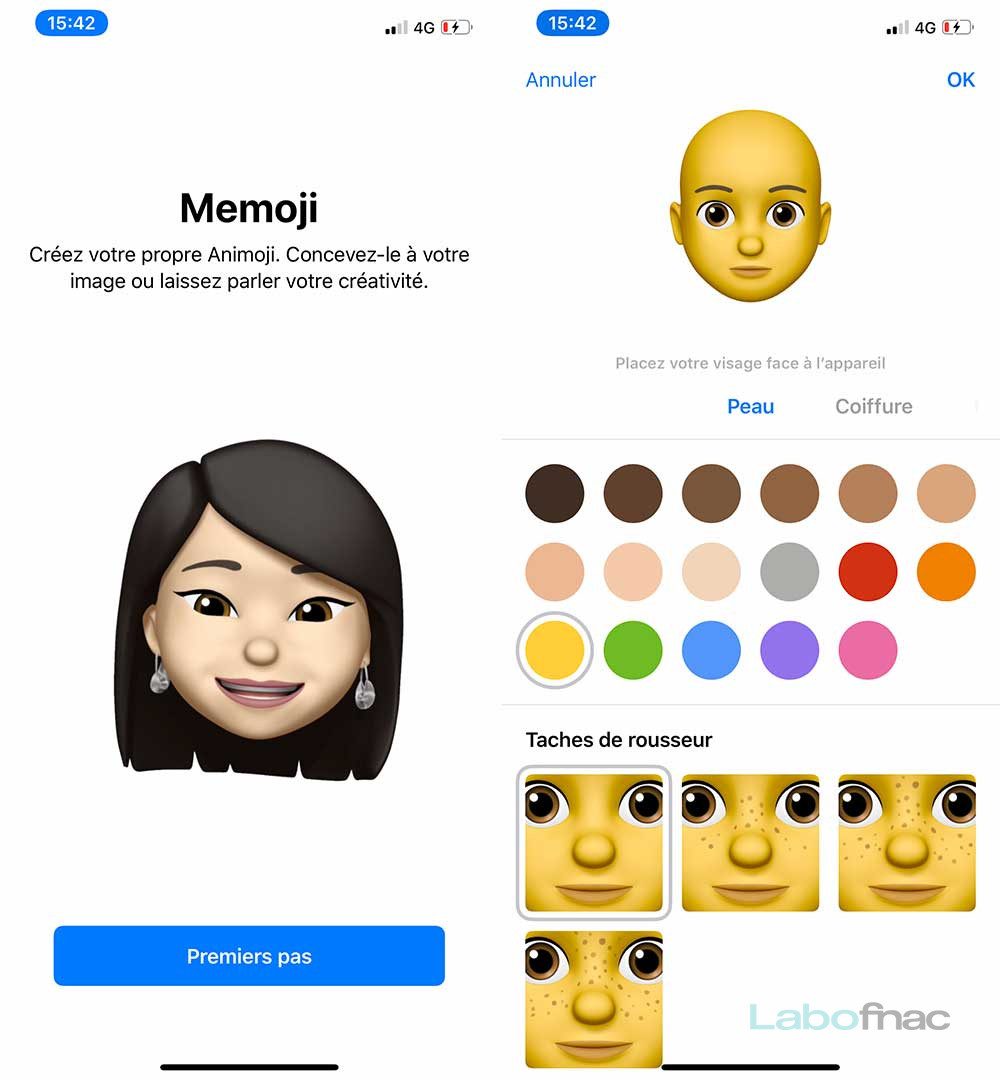 15:42
4G
Memoji
Créez votre propre Animoji. Concevez-le à votre
image ou laissez parler votre créativité.
Premiers pas
15:42
4G
Annuler
OK
Placez votre visage face à l’appareil
Peau
Coiffure
Taches de rousseur
Labofnac